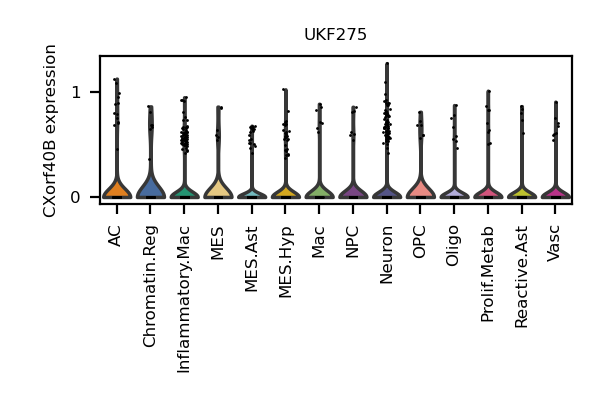 UKF275
CXorf40B expression
1
0
AC
Chromatin.Reg
Inflammatory.Mac
MES
MES.Ast
MES.Hyp
Mac
NPC
Neuron
OPC
Oligo
Prolif.Metab
Reactive.Ast
Vasc